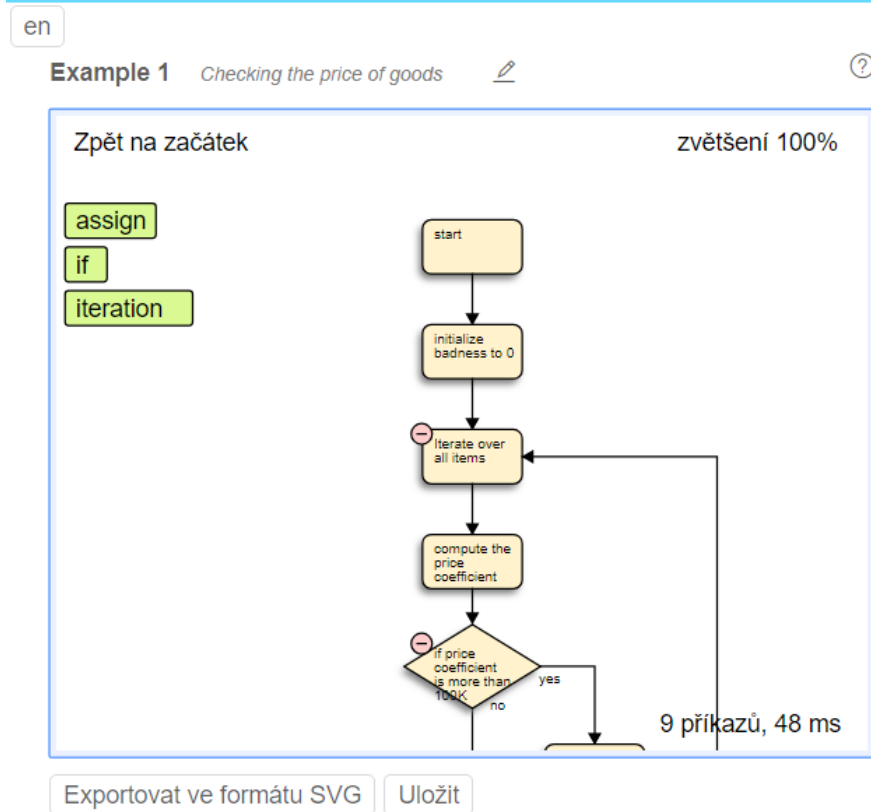 en
Example 1 Checking the price of goods
Zpět na začátek zvětšení 100%
assign
if
iteration
start
initialize
badness to 0
Iterate over
all items
compute the
price
coefficient
if price
coefficient
is more than
100K
yes
no
9 příkazů, 48 ms
Exportovat ve formátu SVG Uložit